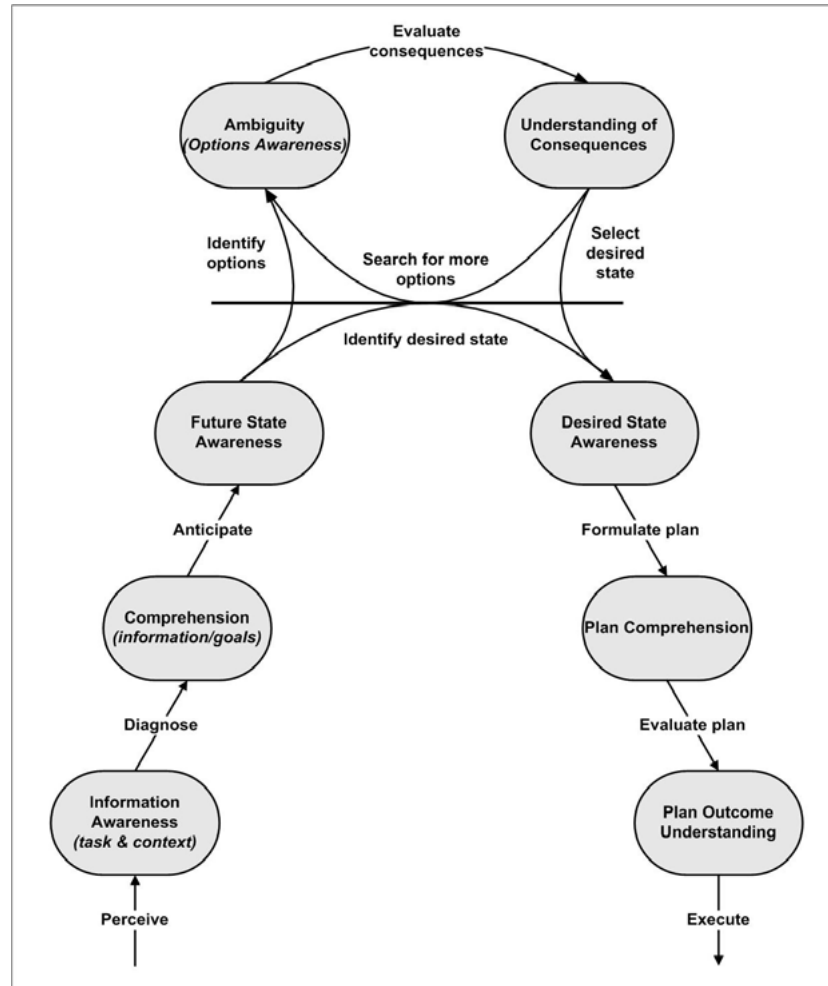 Evaluate
consequences
Ambiguity
(Options Awareness)
Understanding of
Consequences
Identify
options
Search for more
options
Select
desired
state
Identify desired state
Future State
Awareness
Desired State
Awareness
Anticipate
Formulate plan
Comprehension
(information/goals)
Plan Comprehension
Diagnose
Evaluate plan
Information
Awareness
(task & context)
Plan Outcome
Understanding
Perceive
Execute